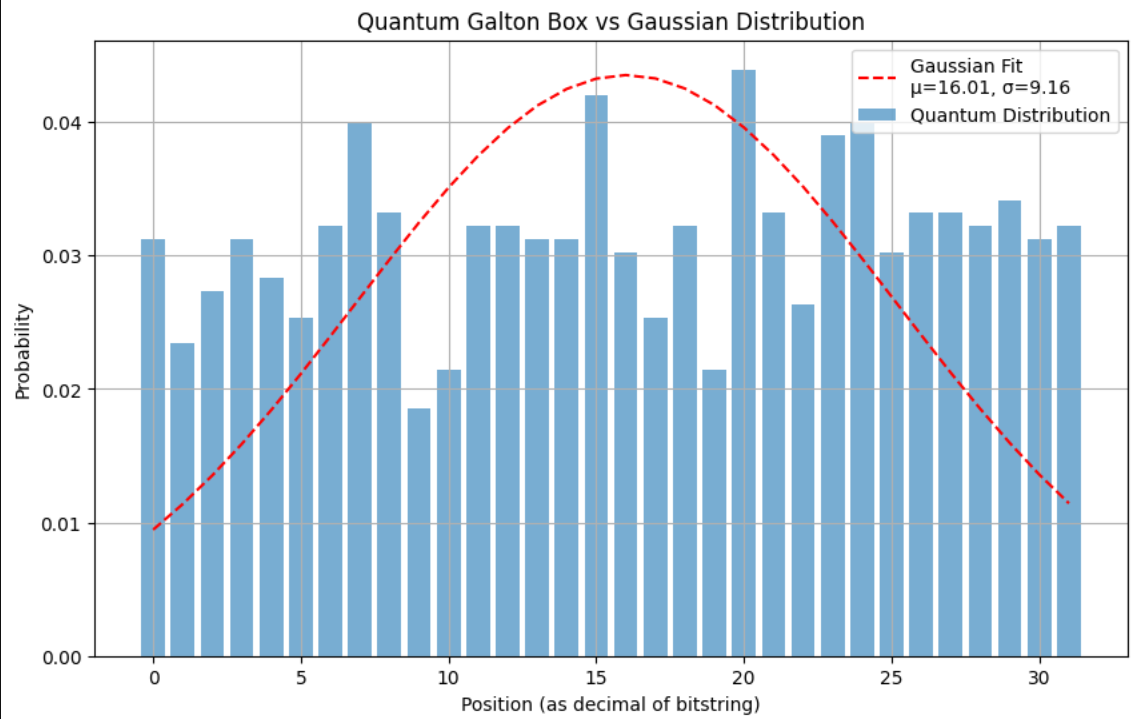 Quantum Galton Box vs Gaussian Distribution
Gaussian Fit
μ=16.01, σ=9.16
Quantum Distribution
Probability
0.04
0.03
0.02
0.01
0.00
0 5 10 15 20 25 30
Position (as decimal of bitstring)